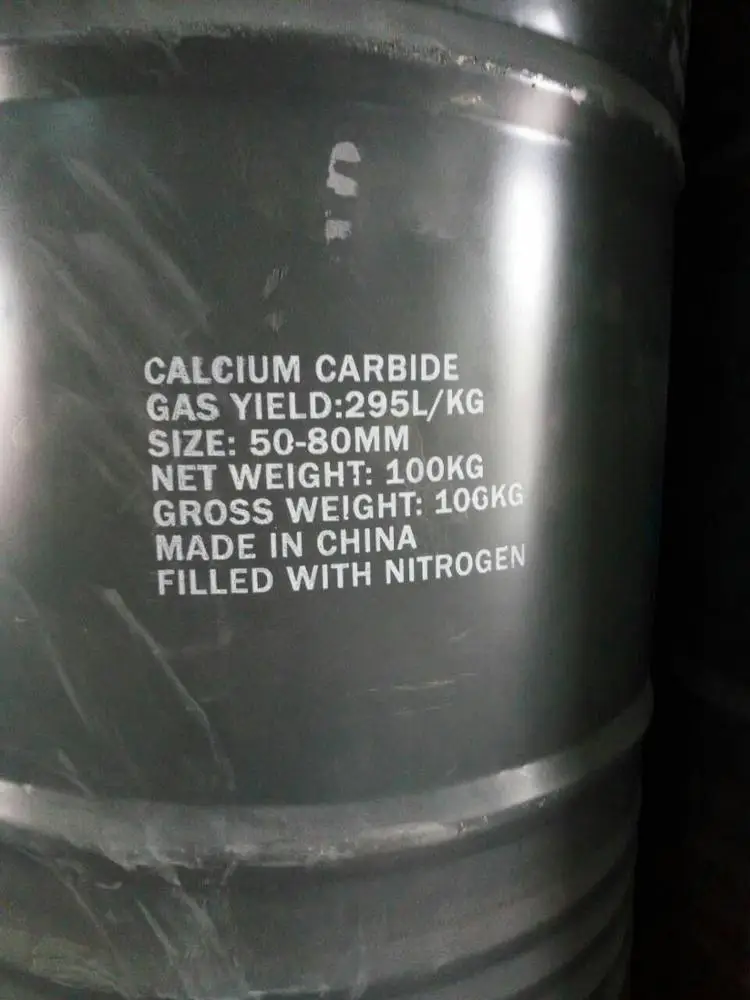 CALCIUM CARBIDE
GAS YIELD:295L/KG
SIZE: 50-80MM
NET WEIGHT: 100KG
GROSS WEIGHT: 106KG
MADE IN CHINA
FILLED WITH NITROGEN